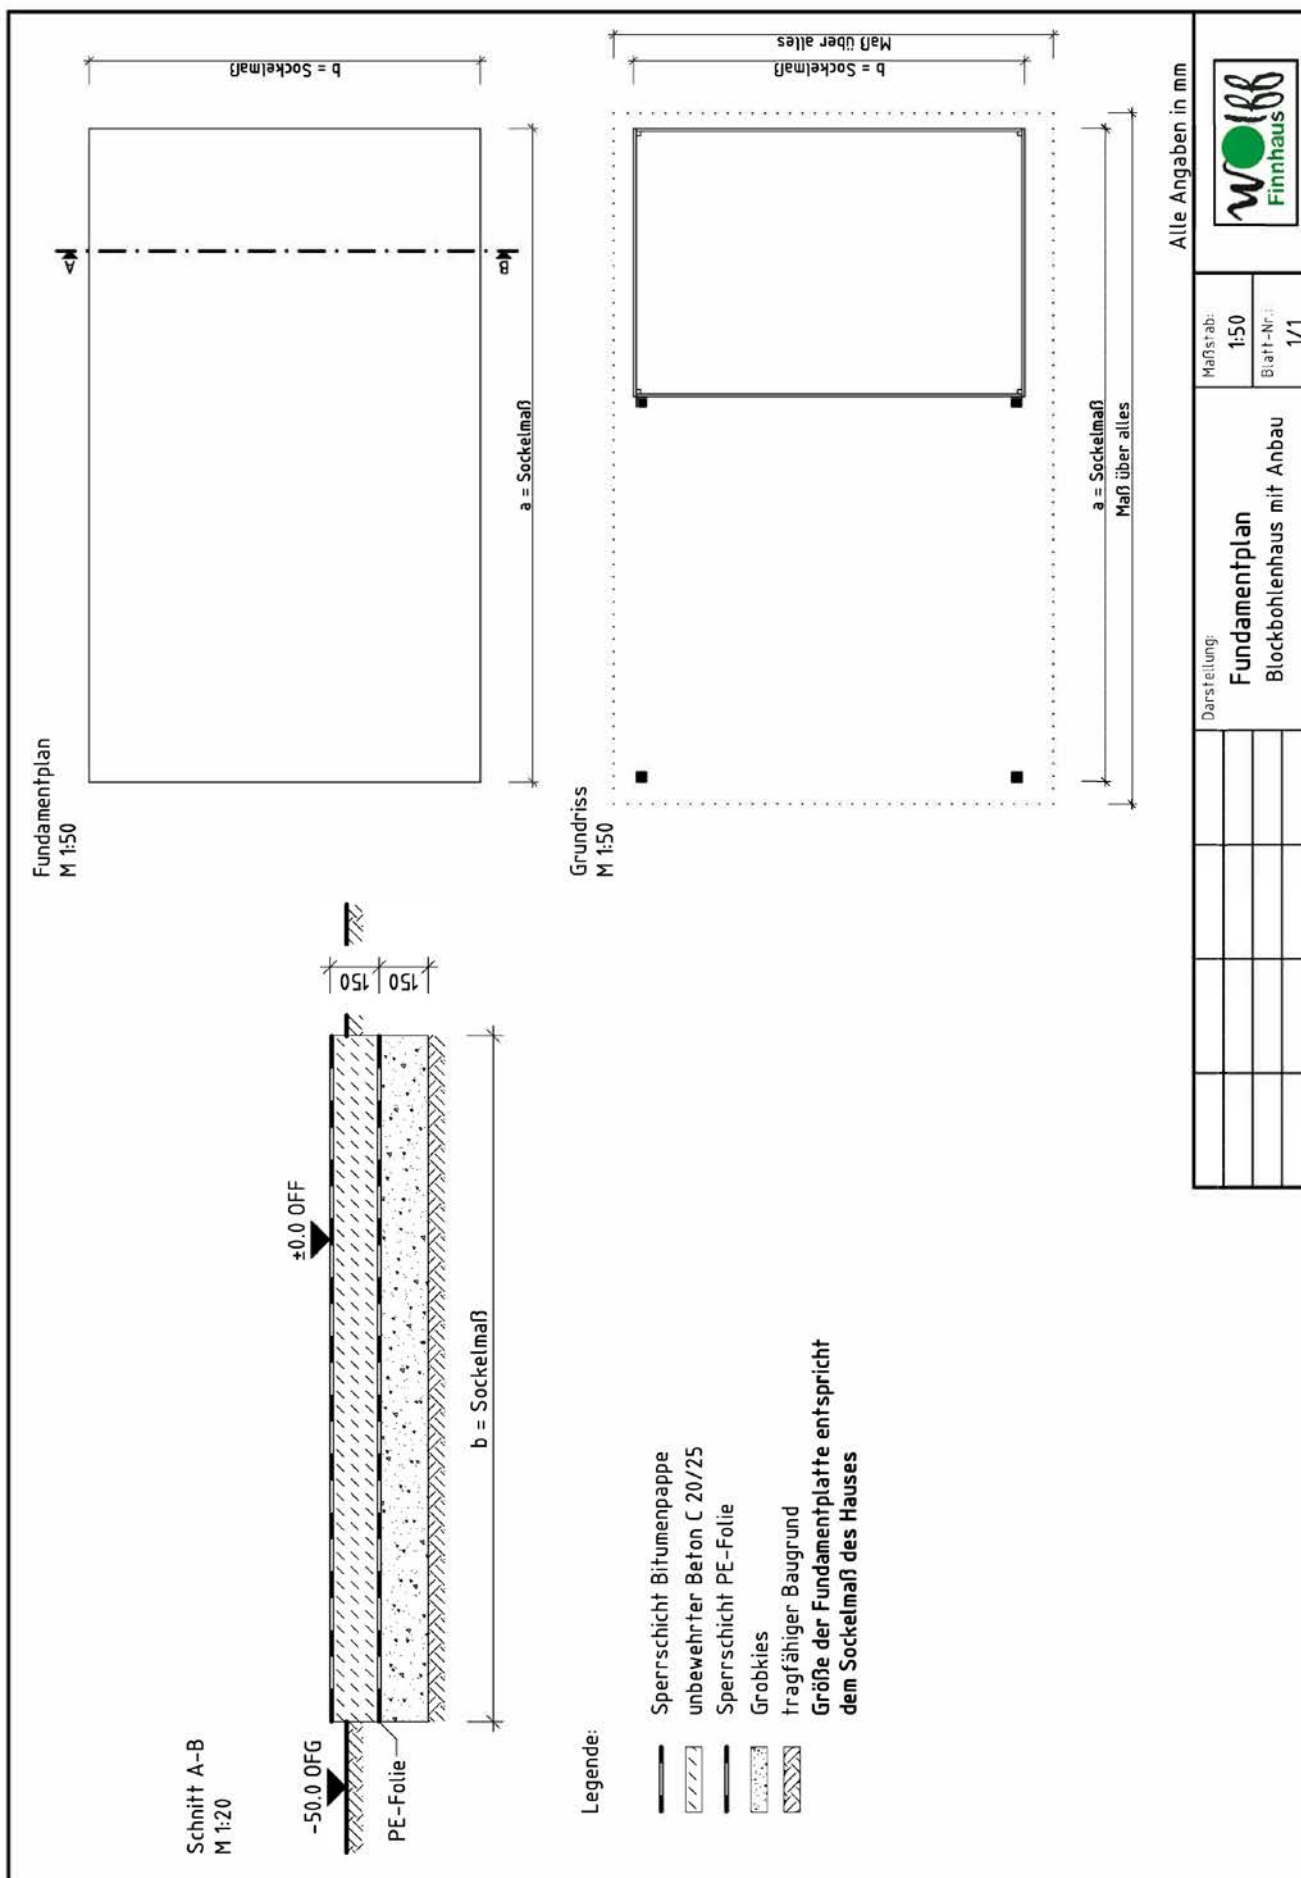 Schnitt A-B
M 1:20
-50.0 OFG
±0.0 OFF
PE-Folie
150
150
b = Sockelmaß
Legende:
Sperrschicht Bitumenpappe
unbewehrter Beton C 20/25
Sperrschicht PE-Folie
Grobkies
tragfähiger Baugrund
Größe der Fundamentplatte entspricht
dem Sockelmaß des Hauses
Fundamentplan
M 1:50
A
B
b = Sockelmaß
a = Sockelmaß
Grundriss
M 1:50
Maß über alles
b = Sockelmaß
a = Sockelmaß
Maß über alles
Alle Angaben in mm
Darstellung:
Fundamentplan
Blockbohlenhaus mit Anbau
Maßstab:
1:50
Blatt-Nr.:
1/1
Wolff
Finnhaus